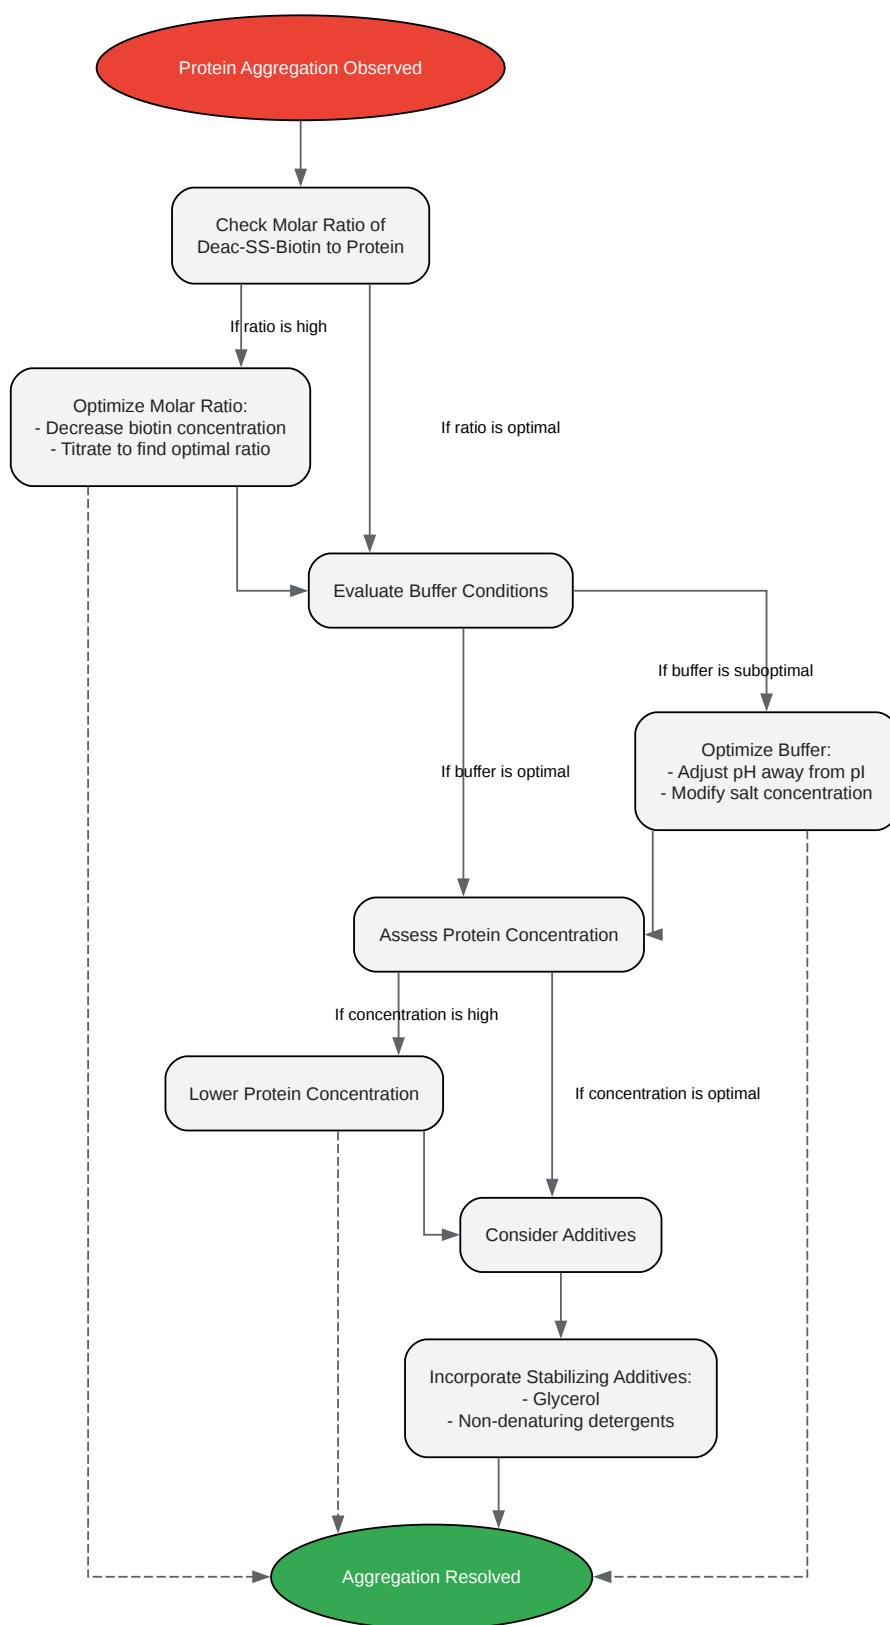 Protein Aggregation Observed
Check Molar Ratio of
Deac-SS-Biotin to Protein
If ratio is high
Optimize Molar Ratio:
- Decrease biotin concentration
- Titrate to find optimal ratio
If ratio is optimal
Evaluate Buffer Conditions
If buffer is suboptimal
Optimize Buffer:
- Adjust pH away from pI
- Modify salt concentration
If buffer is optimal
Assess Protein Concentration
If concentration is high
Lower Protein Concentration
If concentration is optimal
Consider Additives
Incorporate Stabilizing Additives:
- Glycerol
- Non-denaturing detergents
Aggregation Resolved